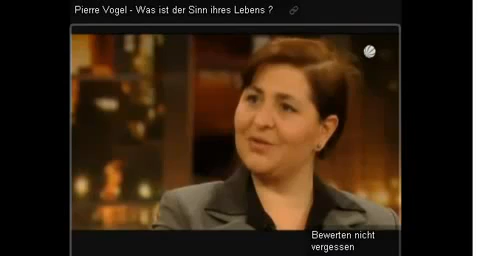 Pierre Vogel - Was ist der Sinn ihres Lebens ?
Bewerten nicht
vergessen